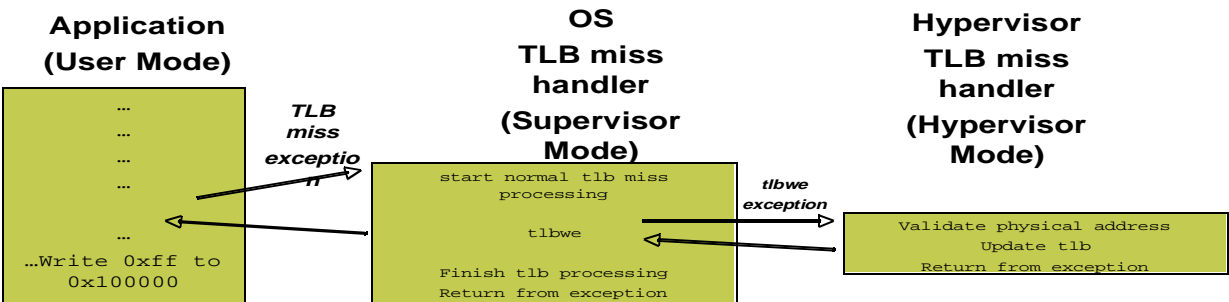 Application
(User Mode)
OS
TLB miss
handler
(Supervisor
Mode)
Hypervisor
TLB miss
handler
(Hypervisor
Mode)
…
…
…
…
…
…Write 0xff to
0x100000
TLB
miss
exceptio
n
start normal tlb miss
processing
tlbwe
Finish tlb processing
Return from exception
tlbwe
exception
Validate physical address
Update tlb
Return from exception